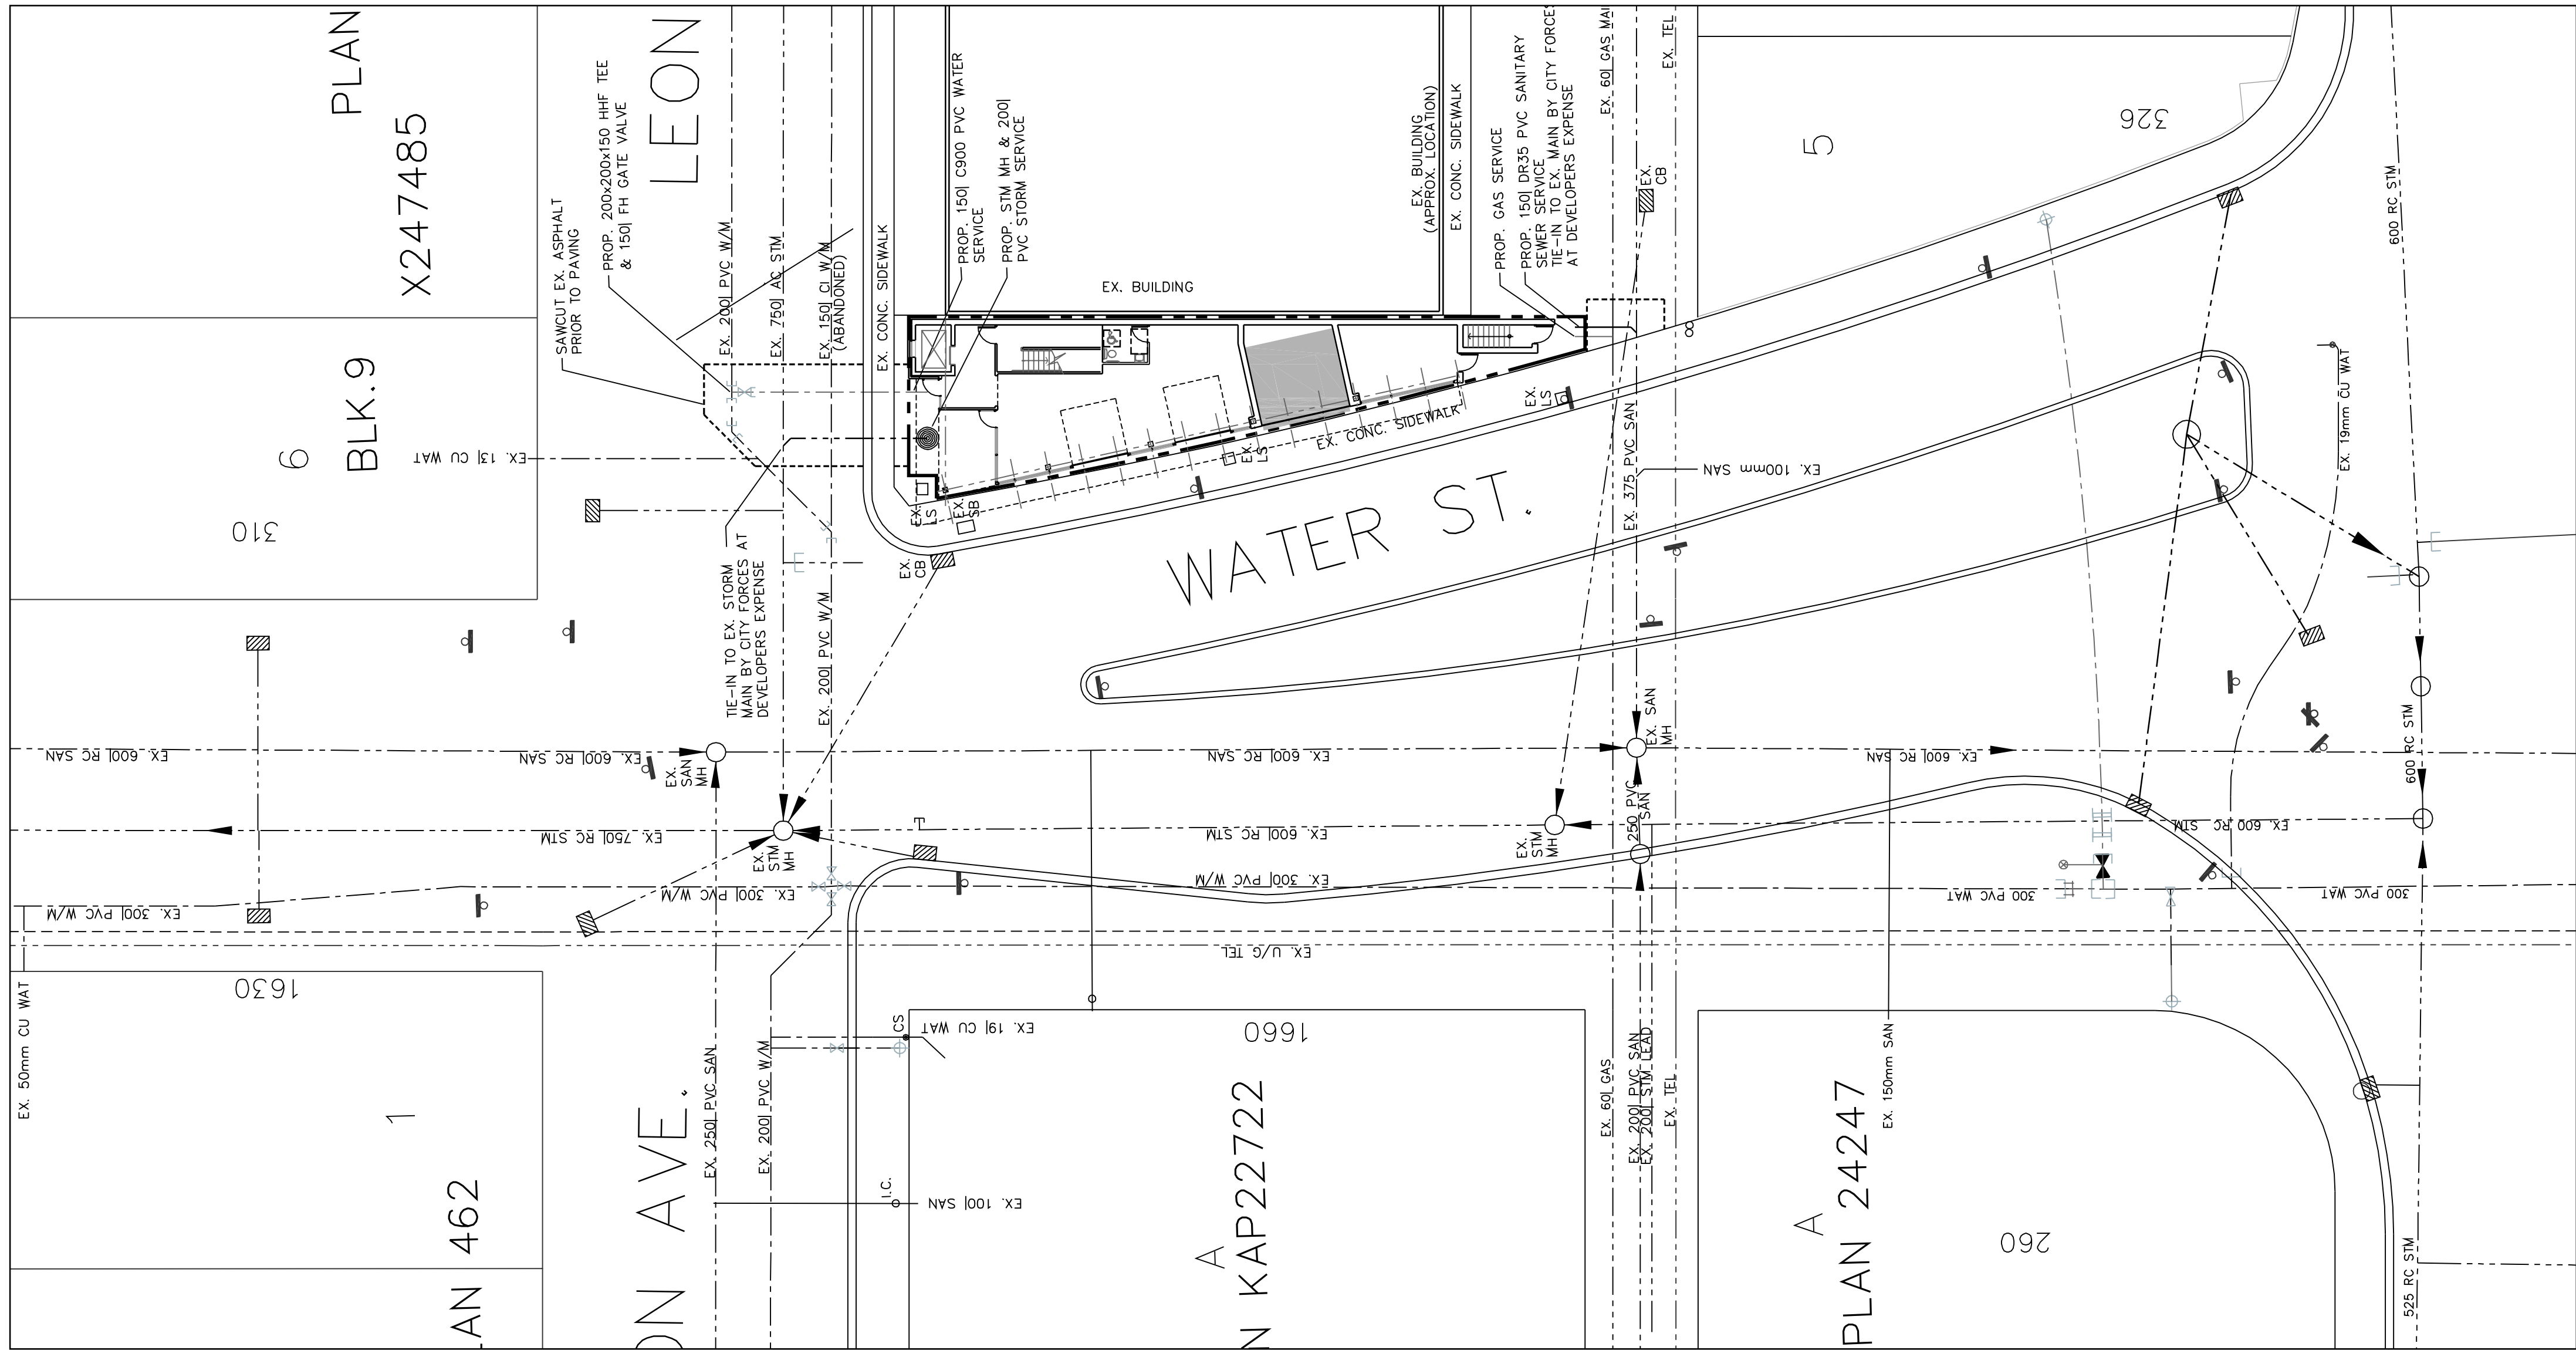 PLAN
X247485
BLK.9
9
310
LEON
SAWCUT EX. ASPHALT
PRIOR TO PAVING
PROP. 200x200x150 HHF TEE
& 150| FH GATE VALVE
EX. 200| PVC W/M
EX. 750| AC STM
EX. 150| CI W/M
(ABANDONED)
EX. CONC. SIDEWALK
PROP. 150| C900 PVC WATER
SERVICE
PROP. STM MH & 200|
PVC STORM SERVICE
EX. BUILDING
EX. BUILDING
(APPROX. LOCATION)
EX. CONC. SIDEWALK
PROP. GAS SERVICE
PROP. 150| DR35 PVC SANITARY
SEWER SERVICE
TIE-IN TO EX. MAIN BY CITY FORCES
AT DEVELOPERS EXPENSE
EX. 60| GAS MAI
EX. TEL
EX.
CB
5
326
600 RC STM
EX. 13| CU WAT
EX.
LS
EX.
SB
EX.
CB
EX.
LS
EX. CONC. SIDEWALK
EX.
LS
EX. 375 PVC SAN
EX. 100mm SAN
EX. 19mm CU WAT
WATER ST.
TIE-IN TO EX. STORM
MAIN BY CITY FORCES AT
DEVELOPERS EXPENSE
EX. 200| PVC W/M
EX. 600| RC SAN
EX. 600| RC SAN
EX.
SAN
MH
EX. 600| RC SAN
EX. SAN
MH
EX. 600| RC SAN
600 RC STM
EX. 750| RC STM
EX.
STM
MH
EX. 600| RC STM
EX.
STM
MH
250 PVC
SAN
EX. 600 RC STM
EX. 300| PVC W/M
EX. 300| PVC W/M
EX. 300| PVC W/M
300 PVC WAT
300 PVC WAT
EX. U/G TEL
EX. 50mm CU WAT
1630
1
AN 462
ON AVE.
EX. 250| PVC SAN
EX. 200| PVC W/M
CS
EX. 19| CU WAT
I.C.
EX. 100| SAN
1660
A
N KAP22722
EX. 60| GAS
EX. 200| PVC SAN
EX. 200| STM LEAD
EX. TEL
EX. 150mm SAN
A
PLAN 24247
260
525 RC STM